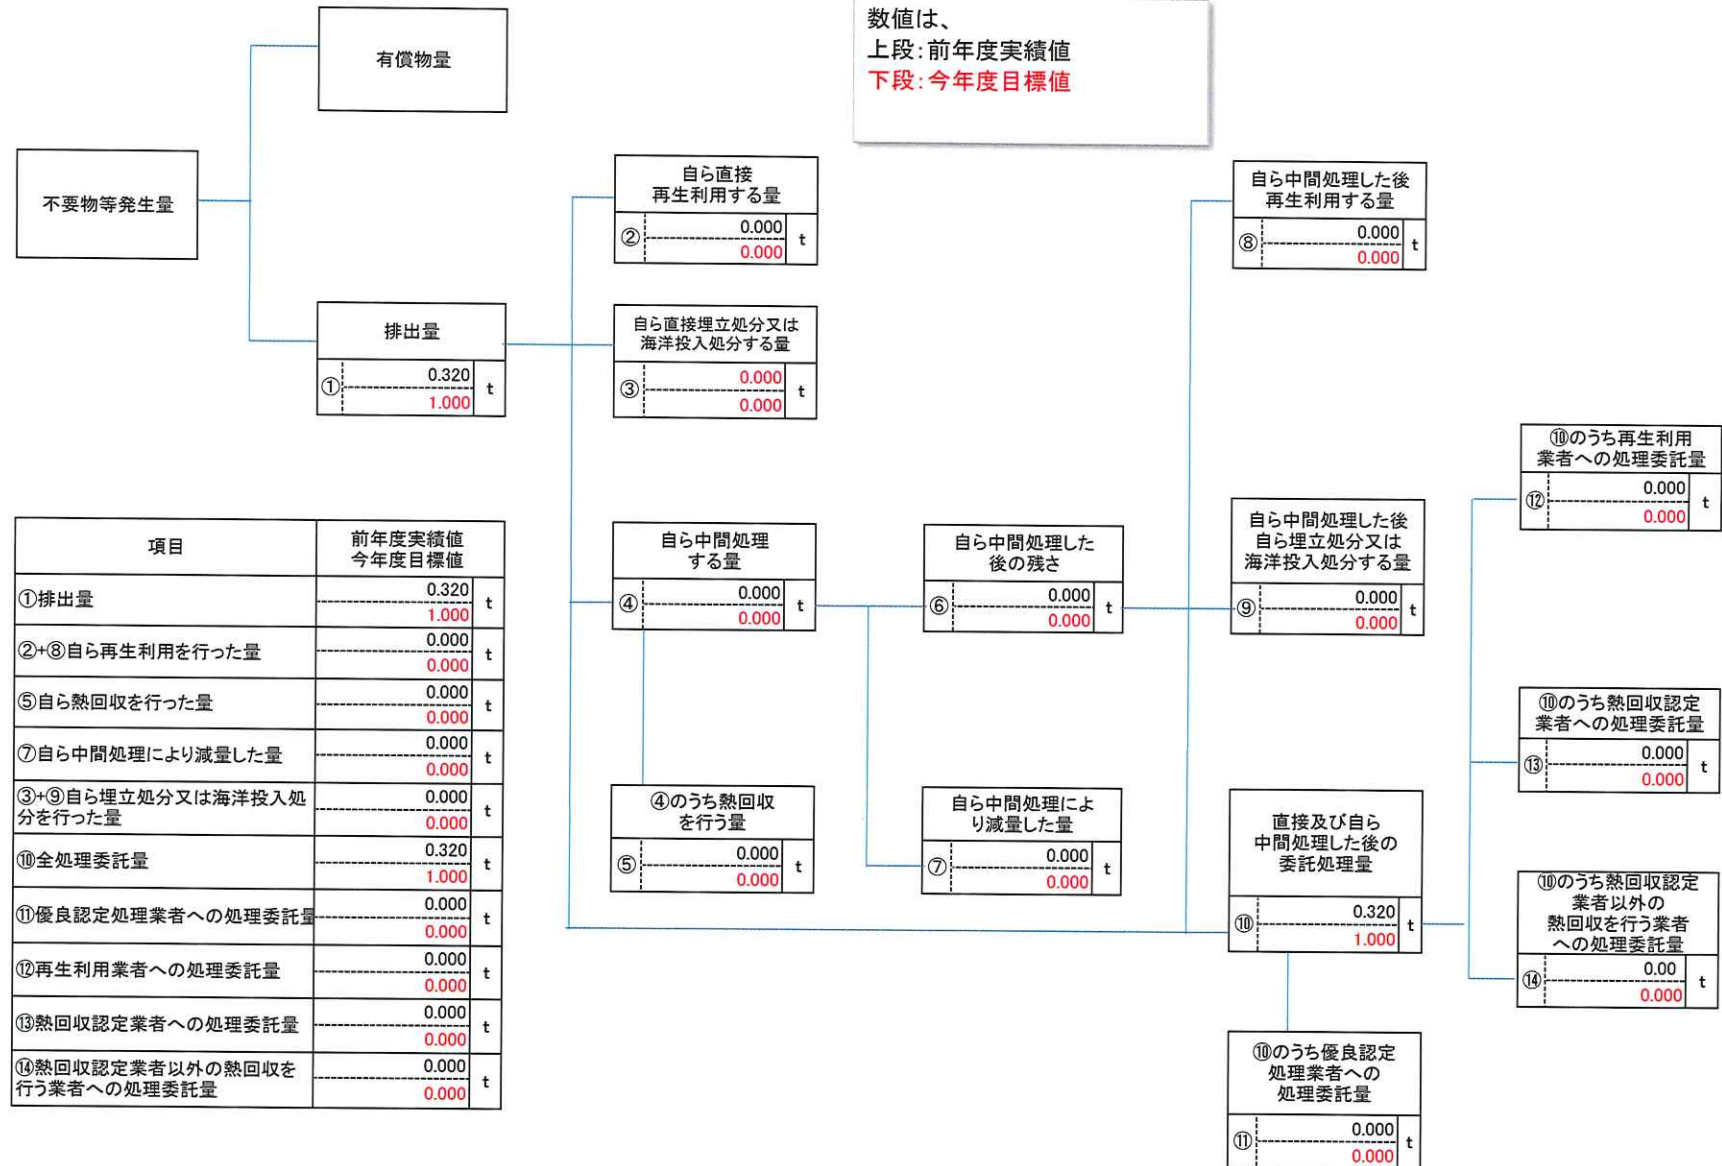 数値は、
上段：前年度実績値
下段：今年度目標値
有償物量
不要物等発生量
排出量
① 0.320 t
1.000
自ら直接
再生利用する量
② 0.000 t
0.000
自ら直接埋立処分又は
海洋投入処分する量
③ 0.000 t
0.000
自ら中間処理した後
再生利用する量
⑧ 0.000 t
0.000
自ら中間処理
する量
④ 0.000 t
0.000
自ら中間処理した
後の残さ
⑥ 0.000 t
0.000
自ら中間処理した後
自ら埋立処分又は
海洋投入処分する量
⑨ 0.000 t
0.000
④のうち熱回収
を行う量
⑤ 0.000 t
0.000
自ら中間処理によ
り減量した量
⑦ 0.000 t
0.000
直接及び自ら
中間処理した後の
委託処理量
⑩ 0.320 t
1.000
⑩のうち優良認定
処理業者への
処理委託量
⑪ 0.000 t
0.000
⑩のうち再生利用
業者への処理委託量
⑫ 0.000 t
0.000
⑩のうち熱回収認定
業者への処理委託量
⑬ 0.000 t
0.000
⑩のうち熱回収認定
業者以外の
熱回収を行う業者
への処理委託量
⑭ 0.00 t
0.000
項目 前年度実績値
今年度目標値
①排出量 0.320 t
1.000
②+⑧自ら再生利用を行った量 0.000 t
0.000
⑤自ら熱回収を行った量 0.000 t
0.000
⑦自ら中間処理により減量した量 0.000 t
0.000
③+⑨自ら埋立処分又は海洋投入処
分を行った量 0.000 t
0.000
⑩全処理委託量 0.320 t
1.000
⑪優良認定処理業者への処理委託量 0.000 t
0.000
⑫再生利用業者への処理委託量 0.000 t
0.000
⑬熱回収認定業者への処理委託量 0.000 t
0.000
⑭熱回収認定業者以外の熱回収を
行う業者への処理委託量 0.000 t
0.000